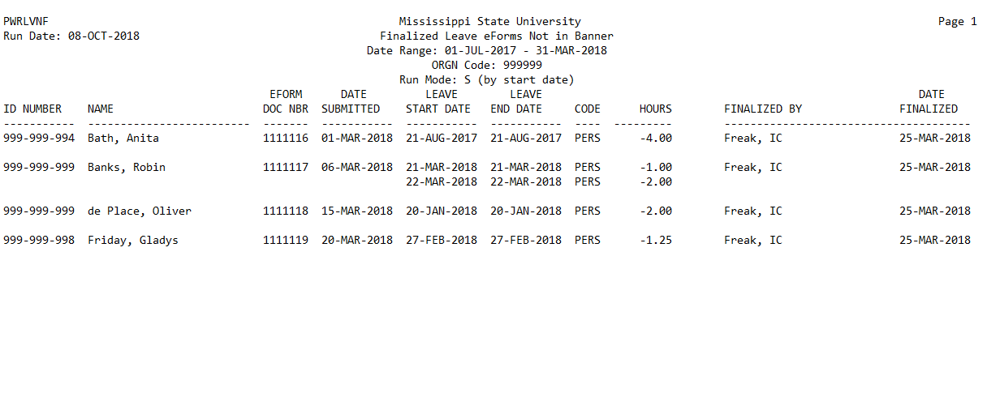 PWRLVNF Mississippi State University Page 1
Run Date: 08-OCT-2018 Finalized Leave eForms Not in Banner
Date Range: 01-JUL-2017 - 31-MAR-2018
ORGN Code: 999999
Run Mode: S (by start date)
EFORM DATE LEAVE LEAVE DATE
ID NUMBER NAME DOC NBR SUBMITTED START DATE END DATE CODE HOURS FINALIZED BY FINALIZED
----------- ------------------------- ------- ----------- ----------- ----------- ---- --------- --------------------------------------
999-999-994 Bath, Anita 1111116 01-MAR-2018 21-AUG-2017 21-AUG-2017 PERS -4.00 Freak, IC 25-MAR-2018
999-999-999 Banks, Robin 1111117 06-MAR-2018 21-MAR-2018 21-MAR-2018 PERS -1.00 Freak, IC 25-MAR-2018
22-MAR-2018 22-MAR-2018 PERS -2.00
999-999-999 de Place, Oliver 1111118 15-MAR-2018 20-JAN-2018 20-JAN-2018 PERS -2.00 Freak, IC 25-MAR-2018
999-999-998 Friday, Gladys 1111119 20-MAR-2018 27-FEB-2018 27-FEB-2018 PERS -1.25 Freak, IC 25-MAR-2018